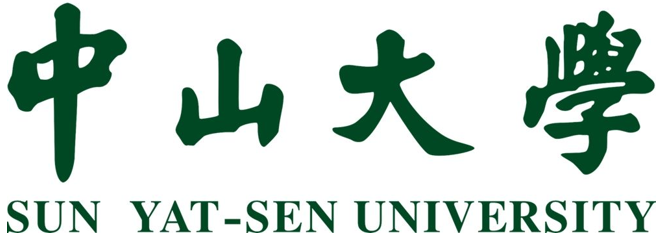 中山大學
SUN YAT-SEN UNIVERSITY